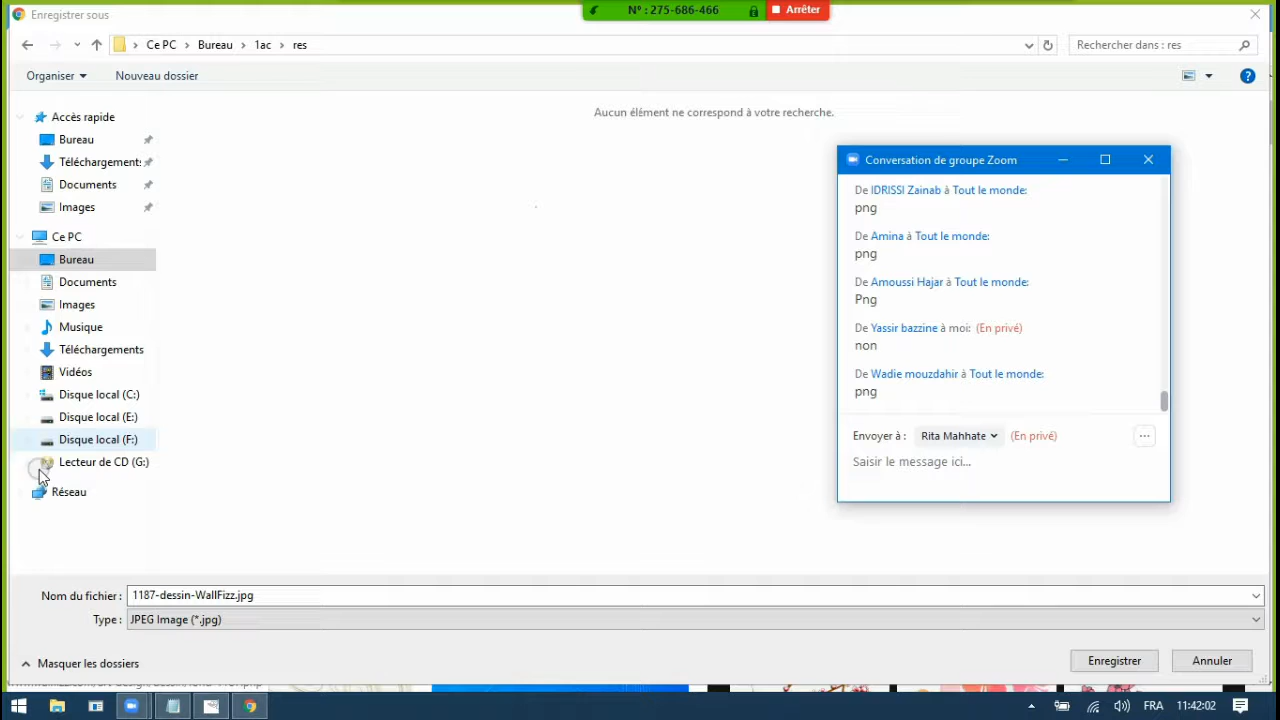 Enregistrer sous
N° : 275-686-466
Arrêter
Ce PC > Bureau > 1ac > res
Rechercher dans : res
Organiser
Nouveau dossier
Aucun élément ne correspond à votre recherche.
Accès rapide
Bureau
Téléchargements
Documents
Images
Ce PC
Bureau
Documents
Images
Musique
Téléchargements
Vidéos
Disque local (C:)
Disque local (E:)
Disque local (F:)
Lecteur de CD (G:)
Réseau
Conversation de groupe Zoom
De IDRISSI Zainab à Tout le monde:
png
De Amina à Tout le monde:
png
De Amoussi Hajar à Tout le monde:
Png
De Yassir bazzine à moi: (En privé)
non
De Wadie mouzdahir à Tout le monde:
png
Envoyer à : Rita Mahhate (En privé)
Saisir le message ici...
Nom du fichier : 1187-dessin-WallFizz.jpg
Type : JPEG Image (*.jpg)
Masquer les dossiers
Enregistrer
Annuler
FRA
11:42:02